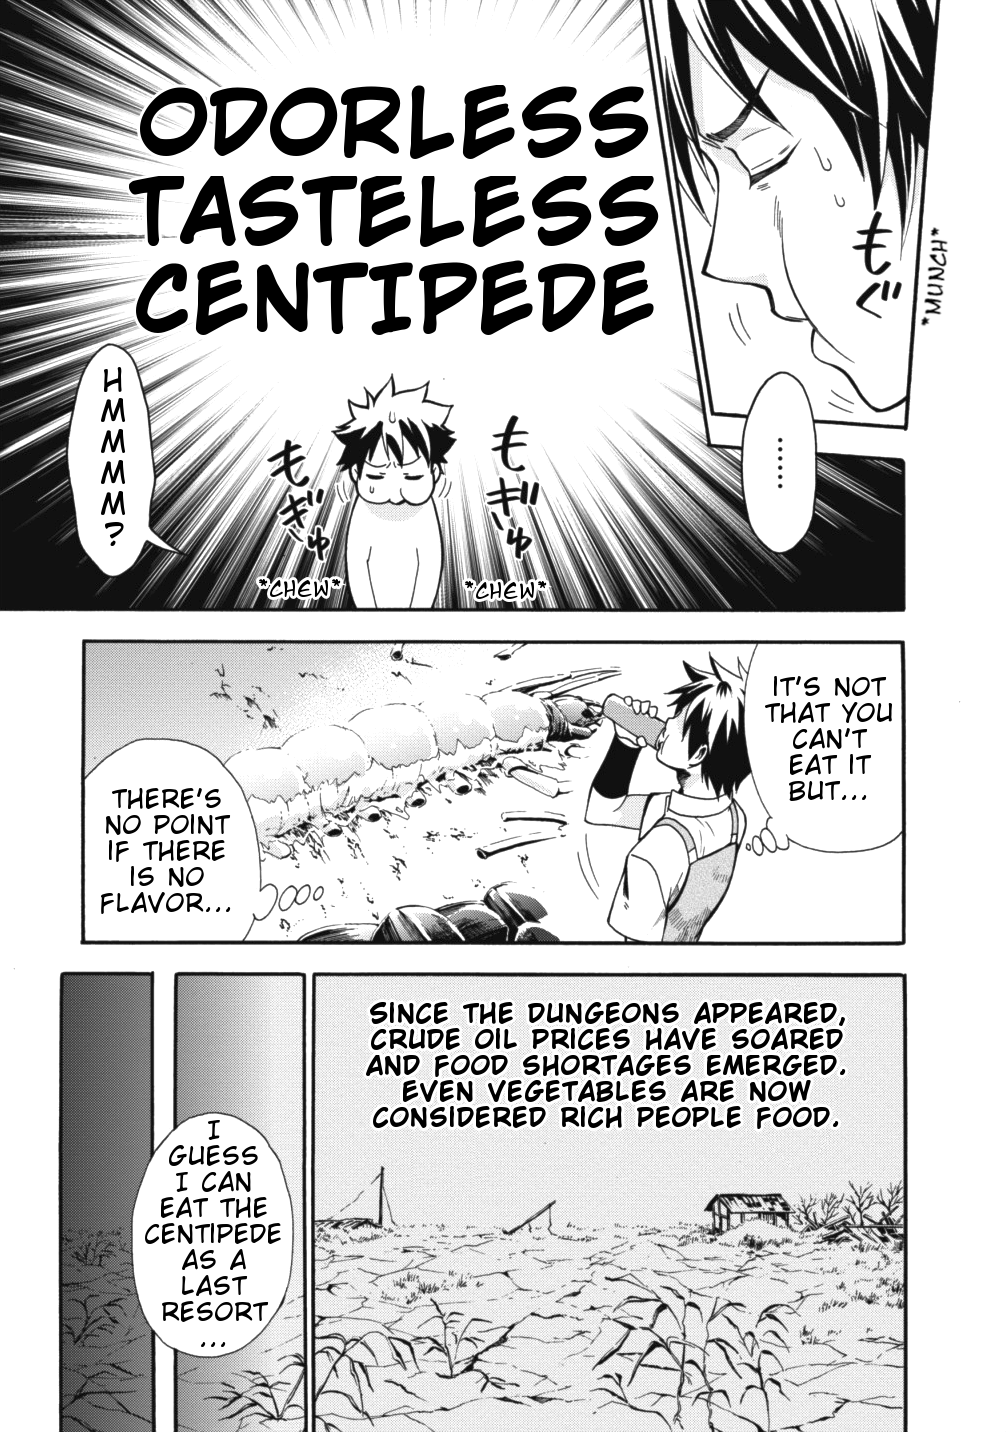 もぐ
*MUNCH*
......
ODORLESS
TASTELESS
CENTIPEDE
もぎゅ
*CHEW*
もぎゅ
*CHEW*
H
M
M
M
M
?
IT'S NOT
THAT YOU
CAN'T
EAT IT
BUT...
THERE'S
NO POINT
IF THERE
IS NO
FLAVOR...
SINCE THE DUNGEONS APPEARED,
CRUDE OIL PRICES HAVE SOARED
AND FOOD SHORTAGES EMERGED.
EVEN VEGETABLES ARE NOW
CONSIDERED RICH PEOPLE FOOD.
I
GUESS
I CAN
EAT THE
CENTIPEDE
AS A
LAST
RESORT
...